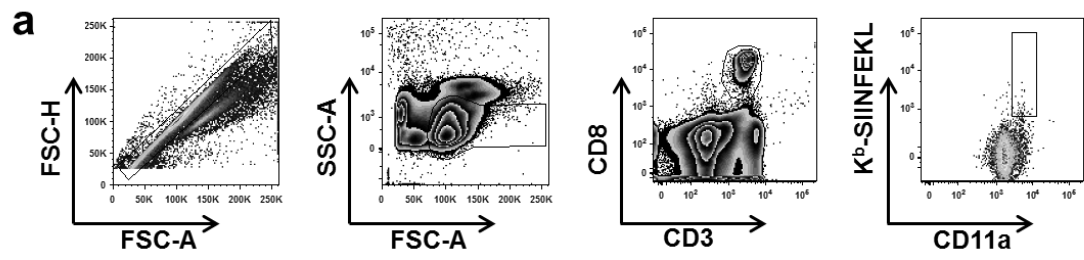 a
FSC-H
250K
200K
150K
100K
50K
0
0 50K 100K 150K 200K 250K
FSC-A
SSC-A
10⁵
10⁴
10³
0
0 50K 100K 150K 200K 250K
FSC-A
CD8
10⁶
10⁴
10³
10²
0
0 10² 10³ 10⁴ 10⁶
CD3
Kᵇ-SIINFEKL
10⁶
10⁴
10³
0
0 10² 10³ 10⁴ 10⁶
CD11a